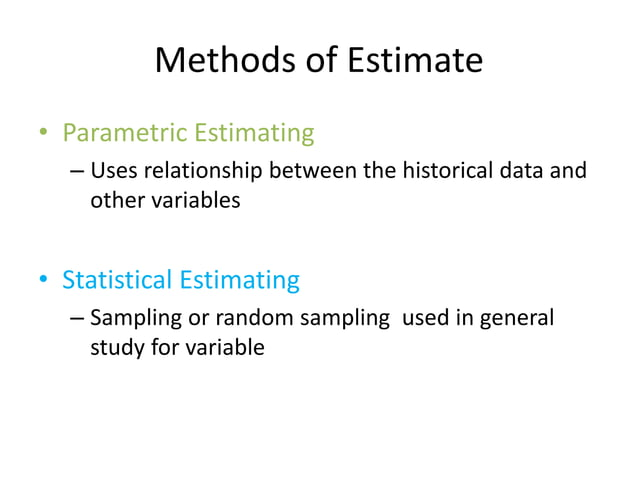 Methods of Estimate
• Parametric Estimating
– Uses relationship between the historical data and
other variables
• Statistical Estimating
– Sampling or random sampling  used in general
study for variable